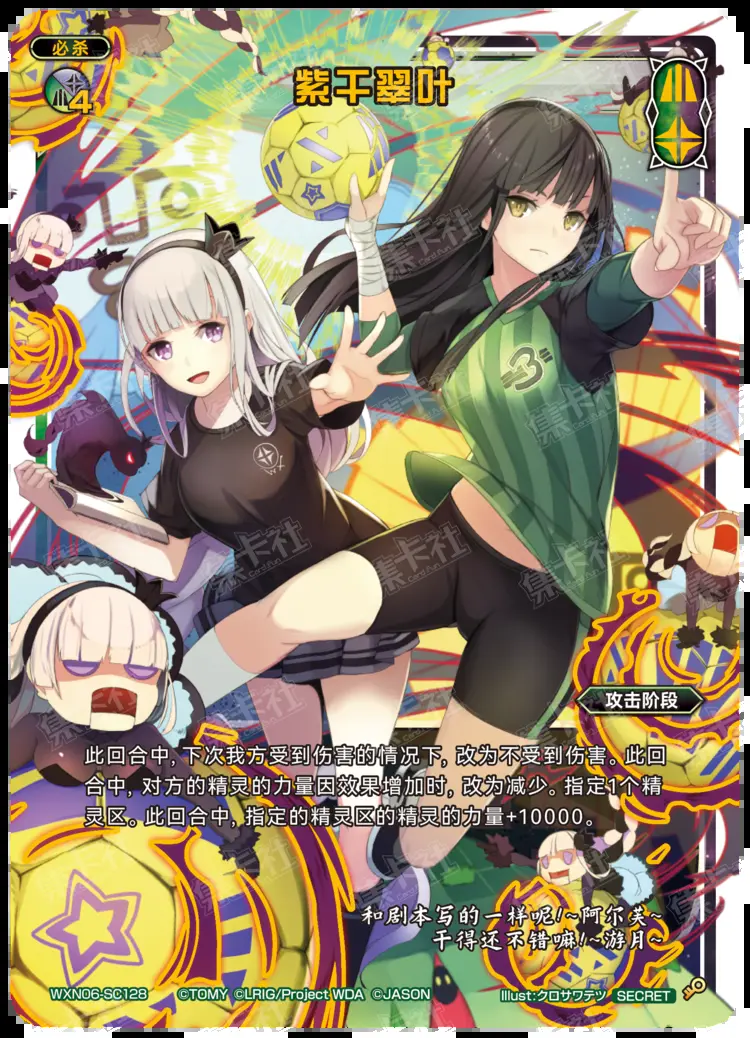 必杀
4
紫干翠叶
3
攻击阶段
此回合中，下次我方受到伤害的情况下，改为不受到伤害。此回
合中，对方的精灵的力量因效果增加时，改为减少。指定1个精
灵区。此回合中，指定的精灵区的精灵的力量+10000。
和剧本写的一样呢!~阿尔芙~
干得还不错嘛!~游月~
WXN06-SC128 ©TOMY ©LRIG/Project WDA ©JASON Illust:クロサワテツ SECRET
集卡社
Card.fun